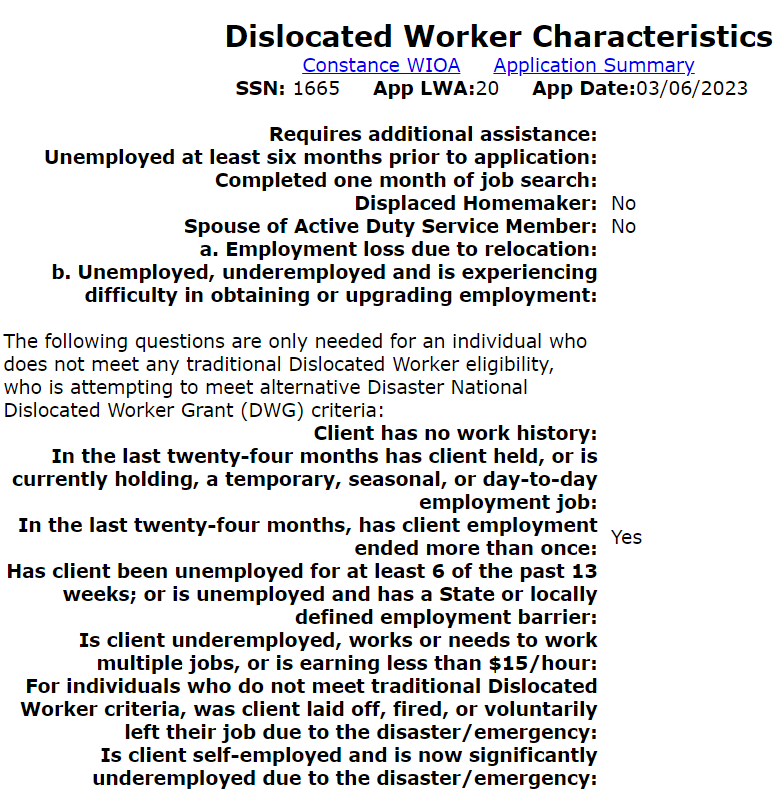 Dislocated Worker Characteristics
Constance WIOA Application Summary
SSN: 1665 App LWA:20 App Date:03/06/2023
Requires additional assistance:
Unemployed at least six months prior to application:
Completed one month of job search:
Displaced Homemaker: No
Spouse of Active Duty Service Member: No
a. Employment loss due to relocation:
b. Unemployed, underemployed and is experiencing
difficulty in obtaining or upgrading employment:
The following questions are only needed for an individual who
does not meet any traditional Dislocated Worker eligibility,
who is attempting to meet alternative Disaster National
Dislocated Worker Grant (DWG) criteria:
Client has no work history:
In the last twenty-four months has client held, or is
currently holding, a temporary, seasonal, or day-to-day
employment job:
In the last twenty-four months, has client employment
ended more than once: Yes
Has client been unemployed for at least 6 of the past 13
weeks; or is unemployed and has a State or locally
defined employment barrier:
Is client underemployed, works or needs to work
multiple jobs, or is earning less than $15/hour:
For individuals who do not meet traditional Dislocated
Worker criteria, was client laid off, fired, or voluntarily
left their job due to the disaster/emergency:
Is client self-employed and is now significantly
underemployed due to the disaster/emergency: